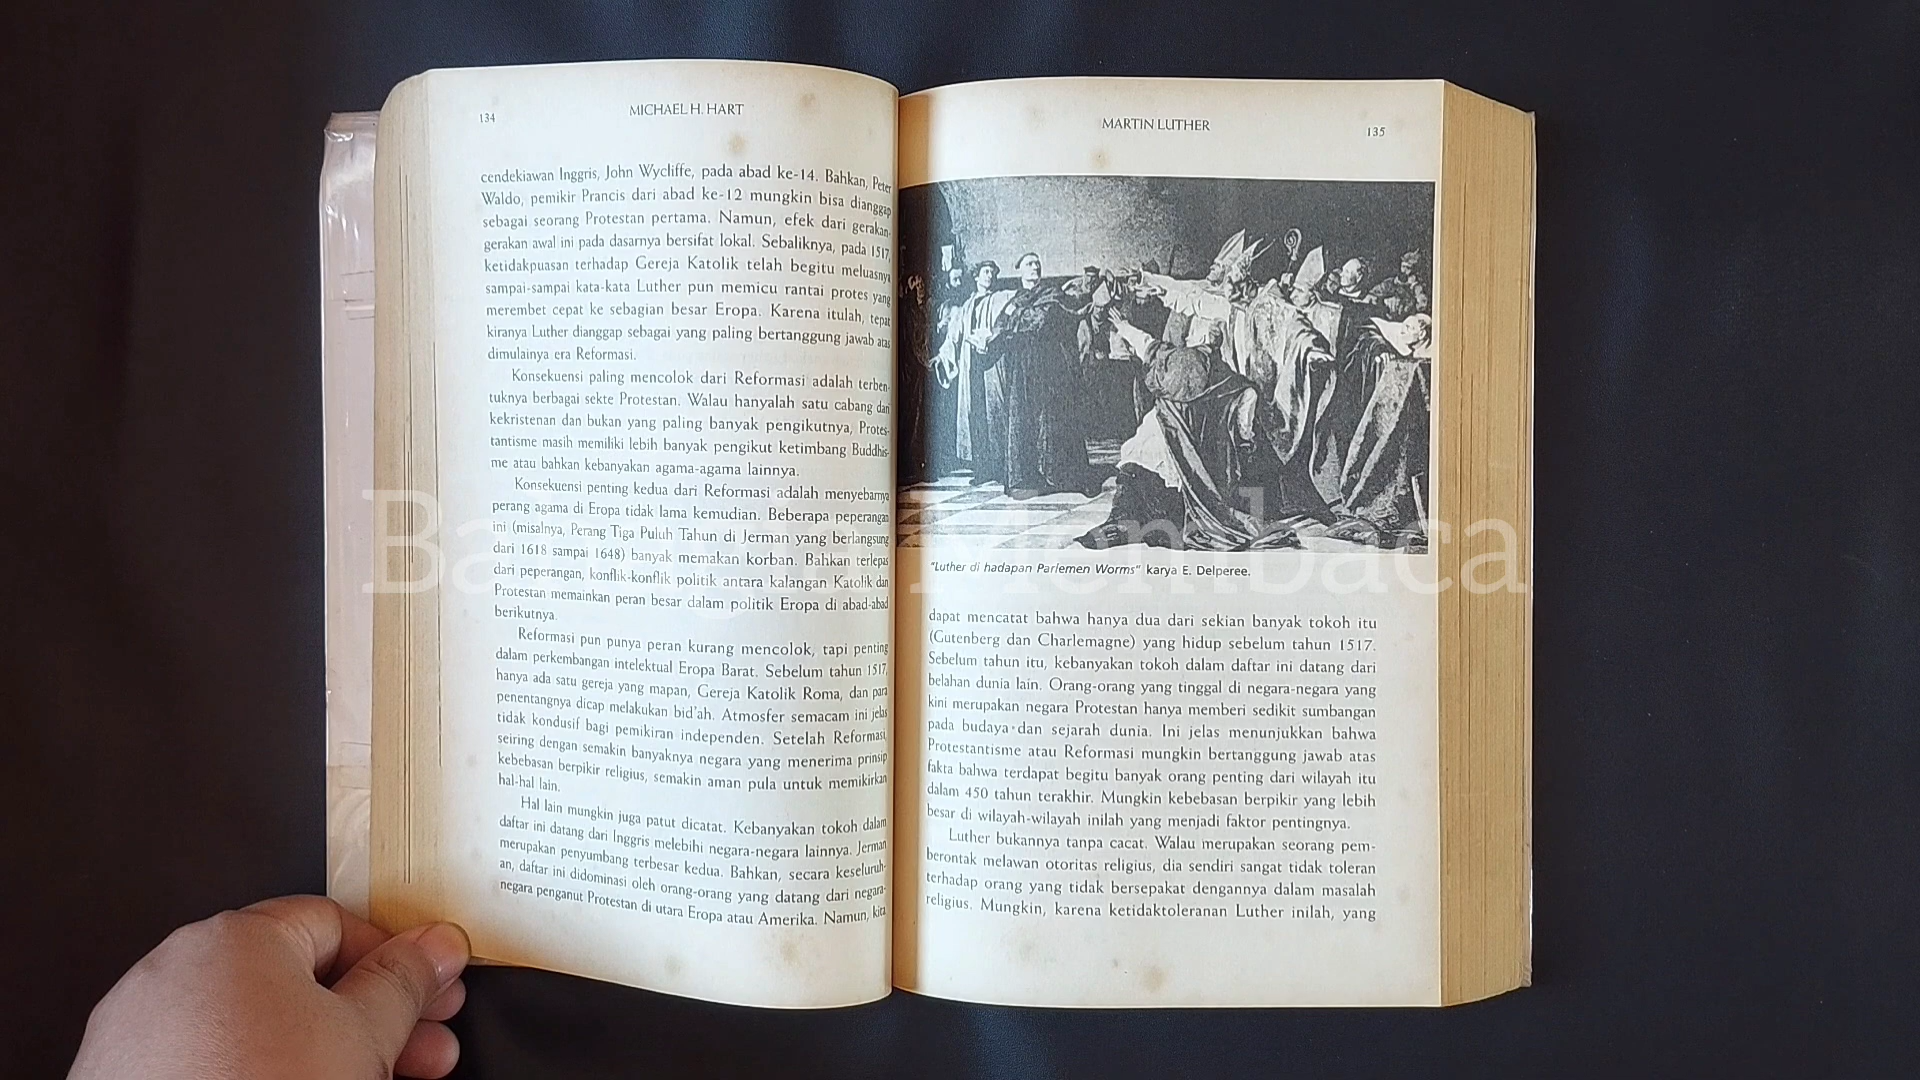 134
MICHAEL H. HART
cendekiawan Inggris, John Wycliffe, pada abad ke-14. Bahkan, Peter
Waldo, pemikir Prancis dari abad ke-12 mungkin bisa dianggap
sebagai seorang Protestan pertama. Namun, efek dari gerakan-
gerakan awal ini pada dasarnya bersifat lokal. Sebaliknya, pada 1517,
ketidakpuasan terhadap Gereja Katolik telah begitu meluasnya
sampai-sampai kata-kata Luther pun memicu rantai protes yang
merembet cepat ke sebagian besar Eropa. Karena itulah, tepat
kiranya Luther dianggap sebagai yang paling bertanggung jawab atas
dimulainya era Reformasi.
Konsekuensi paling mencolok dari Reformasi adalah terben-
tuknya berbagai sekte Protestan. Walau hanyalah satu cabang dari
kekristenan dan bukan yang paling banyak pengikutnya, Protes-
tantisme masih memiliki lebih banyak pengikut ketimbang Buddhis-
me atau bahkan kebanyakan agama-agama lainnya.
Konsekuensi penting kedua dari Reformasi adalah menyebarnya
perang agama di Eropa tidak lama kemudian. Beberapa peperangan
ini (misalnya, Perang Tiga Puluh Tahun di Jerman yang berlangsung
dari 1618 sampai 1648) banyak memakan korban. Bahkan terlepas
dari peperangan, konflik-konflik politik antara kalangan Katolik dan
Protestan memainkan peran besar dalam politik Eropa di abad-abad
berikutnya.
Reformasi pun punya peran kurang mencolok, tapi penting
dalam perkembangan intelektual Eropa Barat. Sebelum tahun 1517,
hanya ada satu gereja yang mapan, Gereja Katolik Roma, dan para
penentangnya dicap melakukan bid'ah. Atmosfer semacam ini jelas
tidak kondusif bagi pemikiran independen. Setelah Reformasi,
seiring dengan semakin banyaknya negara yang menerima prinsip
kebebasan berpikir religius, semakin aman pula untuk memikirkan
hal-hal lain.
Hal lain mungkin juga patut dicatat. Kebanyakan tokoh dalam
daftar ini datang dari Inggris melebihi negara-negara lainnya. Jerman
merupakan penyumbang terbesar kedua. Bahkan, secara keseluruh-
an, daftar ini didominasi oleh orang-orang yang datang dari negara-
negara penganut Protestan di utara Eropa atau Amerika. Namun, kita
MARTIN LUTHER
135
"Luther di hadapan Parlemen Worms" karya E. Delperee.
dapat mencatat bahwa hanya dua dari sekian banyak tokoh itu
(Gutenberg dan Charlemagne) yang hidup sebelum tahun 1517.
Sebelum tahun itu, kebanyakan tokoh dalam daftar ini datang dari
belahan dunia lain. Orang-orang yang tinggal di negara-negara yang
kini merupakan negara Protestan hanya memberi sedikit sumbangan
pada budaya dan sejarah dunia. Ini jelas menunjukkan bahwa
Protestantisme atau Reformasi mungkin bertanggung jawab atas
fakta bahwa terdapat begitu banyak orang penting dari wilayah itu
dalam 450 tahun terakhir. Mungkin kebebasan berpikir yang lebih
besar di wilayah-wilayah inilah yang menjadi faktor pentingnya.
Luther bukannya tanpa cacat. Walau merupakan seorang pem-
berontak melawan otoritas religius, dia sendiri sangat tidak toleran
terhadap orang yang tidak bersepakat dengannya dalam masalah
religius. Mungkin, karena ketidaktoleranan Luther inilah, yang
Membaca